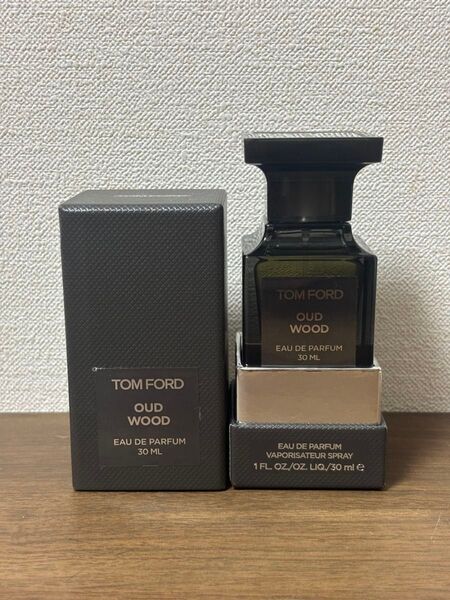 TOM FORD
OUD
WOOD
EAU DE PARFUM
30 ML
TOM FORD
OUD
WOOD
EAU DE PARFUM
30 ML
EAU DE PARFUM
VAPORISATEUR SPRAY
1 FL. OZ./OZ. LIQ./30 ml ℮